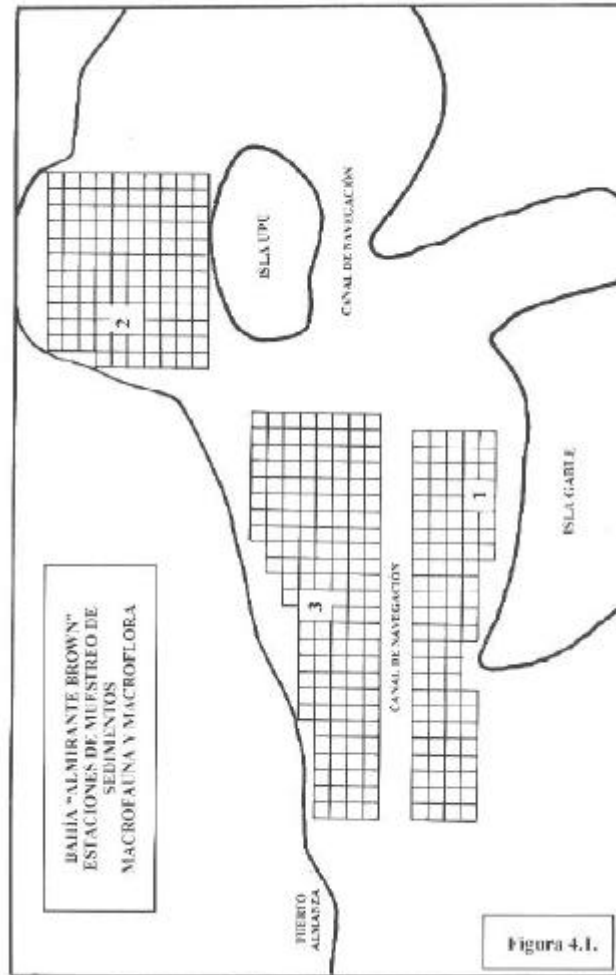 BAHÍA "ALMIRANTE BROWN"
ESTACIONES DE MUESTREO DE
SEDIMENTOS
MACROFAUNA Y MACROFLORA
2
ISLA UPU
CANAL DE NAVEGACIÓN
3
CANAL DE NAVEGACIÓN
1
ISLA GABLE
PUERTO
ALMANZA
Figura 4.1.